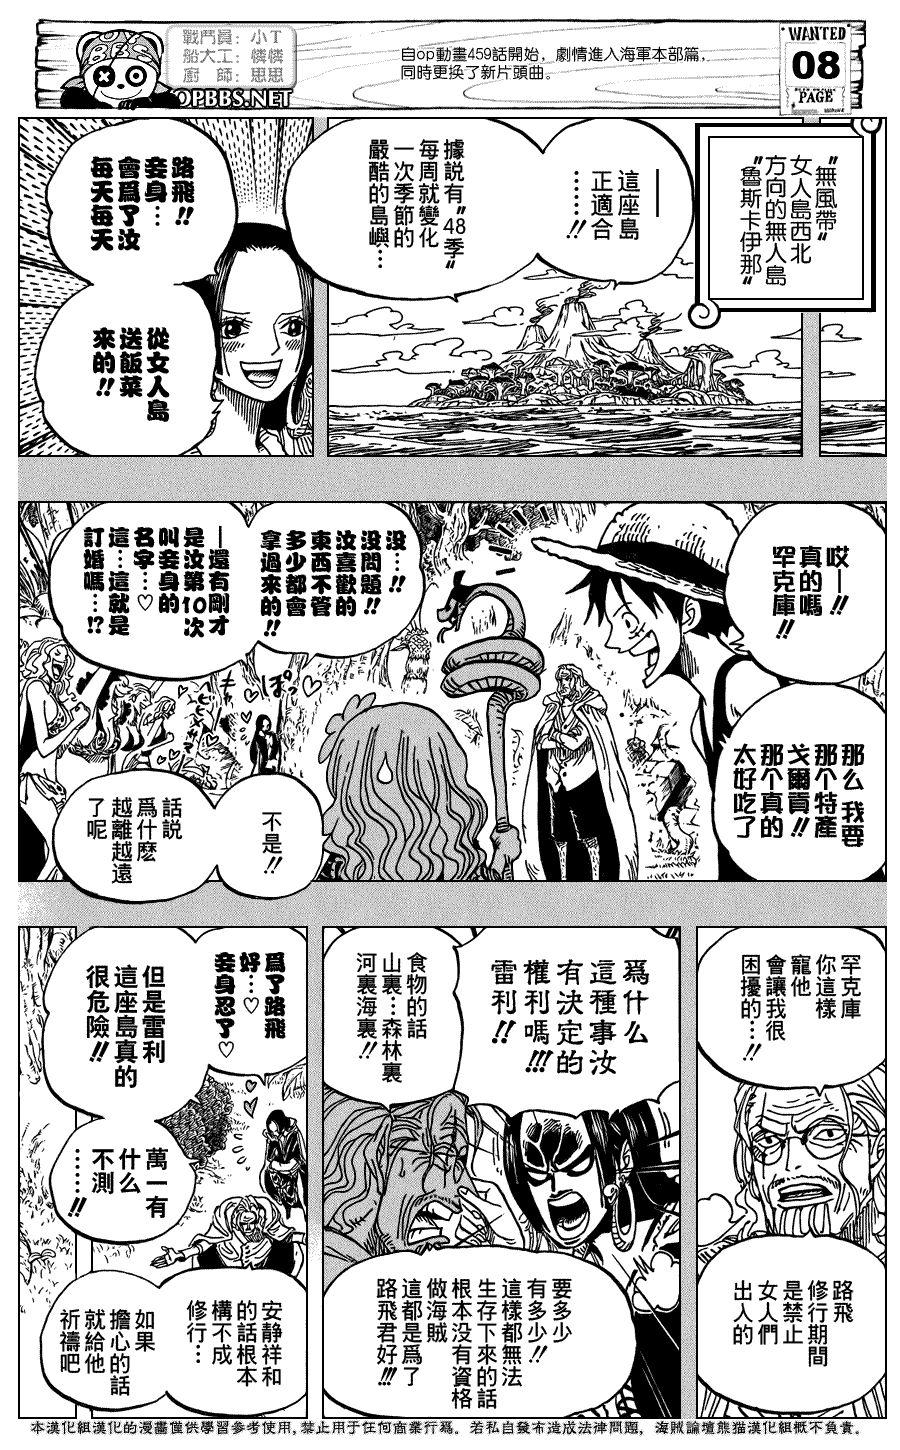 戰鬥員: 小T
船大工: 憐憐
廚 師: 思思
OPBBS.NET
自op動畫459話開始, 劇情進入海軍本部篇,
同時更換了新片頭曲。
WANTED
08
PAGE
"無風帶"
女人島西北
方向的無人島
"魯斯卡伊那"
——
這座島
正適合
……!!
據說有"48季"
每周就變化
一次季節的
嚴酷的島嶼…
路飛!!
妾身…
會爲了汝
每天每天
從女人島
送飯菜
來的!!
哎—!!
真的嗎
罕克庫!!
那么 我要
那个特產
戈爾貢!!
那个真的
太好吃了
没…!!
没問題!!
汝喜歡的
東西不管
多少都會
拿過來的!!
—還有剛才
是汝第10次
叫妾身的
名字…♡
這…這就是
訂婚嗎…!?
ぽっ
不是!!
話説
爲什麽
越離越遠
了呢
罕克庫
你這樣
寵他
會讓我很
困擾的…!!
路飛
修行期間
是禁止
女人們
出入的
爲什么
這種事汝
有決定的
權利嗎!!!
雷利!!
食物的話
山裏…森林裏
河裏海裏!!
要多少
有多少!!
這樣都無法
生存下來的話
根本没有資格
做海賊
這都是爲了
路飛君好!!!
爲了路飛
好…♡
妾身忍了♡
但是雷利
這座島真的
很危險!!
萬一有
什么
不測
……!!
安静祥和
的話根本
構不成
修行…
如果
擔心的話
就給他
祈禱吧
本漢化組漢化的漫畫僅供學習參考使用, 禁止用于任何商業行爲。若私自發布造成法律問題, 海賊論壇熊猫漢化組概不負責。